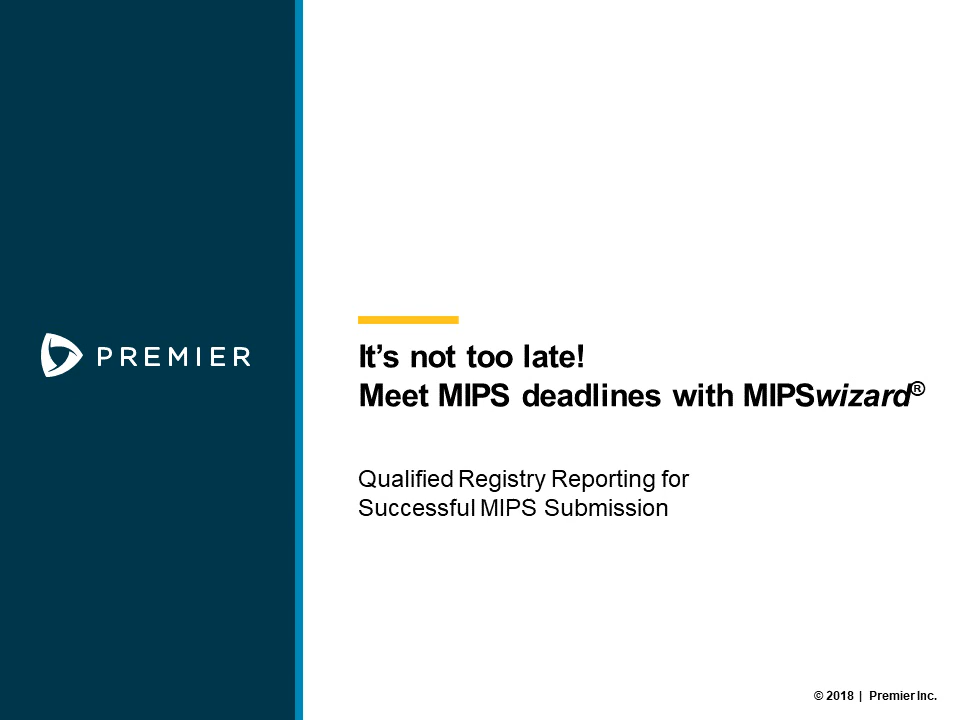 PREMIER
It’s not too late!
Meet MIPS deadlines with MIPSwizard®
Qualified Registry Reporting for
Successful MIPS Submission
© 2018 | Premier Inc.